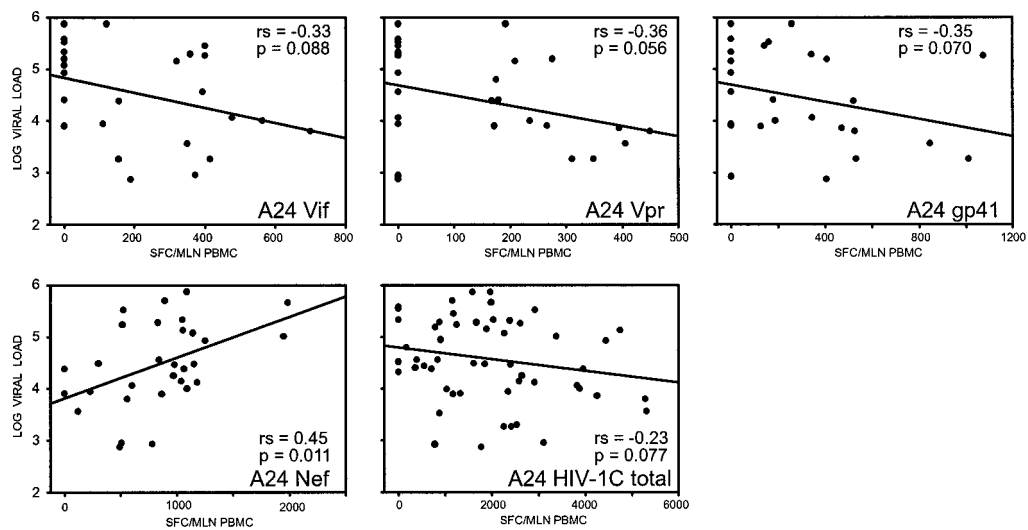 rs = -0.33
p = 0.088
A24 Vif
LOG VIRAL LOAD
6
5
4
3
2
0 200 400 600 800
SFC/MLN PBMC
rs = -0.36
p = 0.056
A24 Vpr
0 100 200 300 400 500
SFC/MLN PBMC
rs = -0.35
p = 0.070
A24 gp41
0 400 800 1200
SFC/MLN PBMC
LOG VIRAL LOAD
6
5
4
3
2
rs = 0.45
p = 0.011
A24 Nef
0 1000 2000
SFC/MLN PBMC
rs = -0.23
p = 0.077
A24 HIV-1C total
0 2000 4000 6000
SFC/MLN PBMC